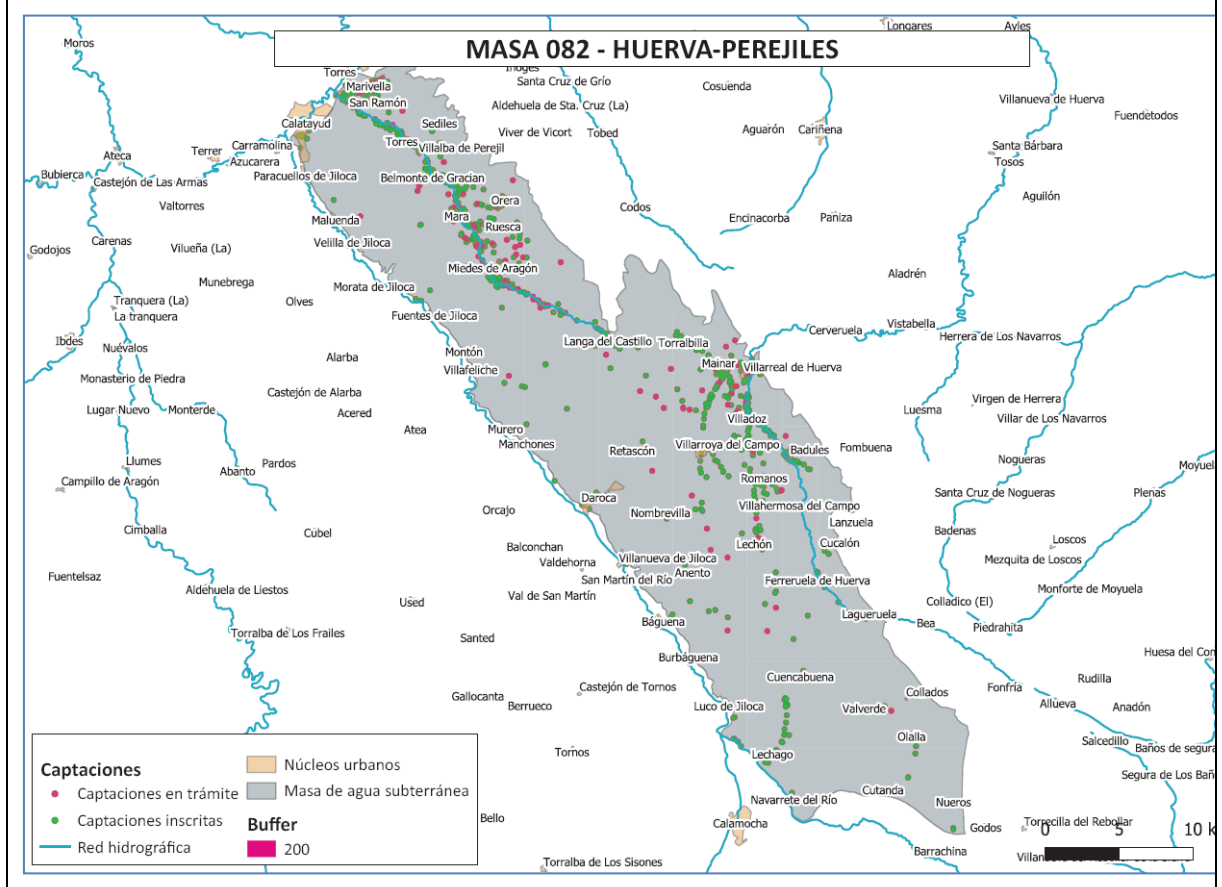 Longares
Ayles
Moros
MASA 082 - HUERVA-PEREJILES
Torres
Inoges
Marivella
Santa Cruz de Grío
Cosuenda
Villanueva de Huerva
San Ramón
Aldehuela de Sta. Cruz (La)
Fuendetodos
Calatayud
Sediles
Viver de Vicort
Tobed
Aguarón
Cariñena
Torres
Villalba de Perejil
Santa Bárbara
Ateca
Terrer
Carramolina
Azucarera
Tosos
Bubierca
Castejón de Las Armas
Paracuellos de Jiloca
Belmonte de Gracian
Aguilón
Valtorres
Orera
Codos
Maluenda
Mara
Ruesca
Encinacorba
Paniza
Godojos
Carenas
Vilueña (La)
Velilla de Jiloca
Miedes de Aragón
Aladrén
Munebrega
Morata de Jiloca
Tranquera (La)
La tranquera
Olves
Fuentes de Jiloca
Cerveruela
Vistabella
Ibdes
Nuévalos
Langa del Castillo
Torralbilla
Herrera de Los Navarros
Alarba
Montón
Mainar
Villarreal de Huerva
Monasterio de Piedra
Villafeliche
Castejón de Alarba
Lugar Nuevo
Monterde
Acered
Luesma
Virgen de Herrera
Villar de Los Navarros
Atea
Murero
Villadoz
Manchones
Villarroya del Campo
Badules
Fombuena
Retascón
Llumes
Abanto
Pardos
Nogueras
Moyuela
Campillo de Aragón
Romanos
Santa Cruz de Nogueras
Plenas
Daroca
Orcajo
Nombrevilla
Villahermosa del Campo
Cimballa
Cubel
Lanzuela
Badenas
Balconchan
Lechón
Cucalón
Loscos
Valdehorna
Villanueva de Jiloca
Mezquita de Loscos
Fuentelsaz
San Martín del Río
Anento
Ferreruela de Huerva
Aldehuela de Liestos
Val de San Martín
Monforte de Moyuela
Used
Colladico (El)
Báguena
Lagueruela
Bea
Piedrahita
Torralba de Los Frailes
Santed
Burbáguena
Huesa del Con
Cuencabuena
Rudilla
Gallocanta
Castejón de Tornos
Collados
Fonfría
Berrueco
Luco de Jiloca
Valverde
Allueva
Anadón
Olalla
Salcedillo
Baños de segura
Tornos
Lechago
Segura de Los Bañ
Navarrete del Río
Cutanda
Nueros
Bello
Calamocha
Godos
Torrecilla del Rebollar
Barrachina
Torralba de Los Sisones
Captaciones
Captaciones en trámite
Captaciones inscritas
Red hidrográfica
Núcleos urbanos
Masa de agua subterránea
Buffer
200
0 5 10 k